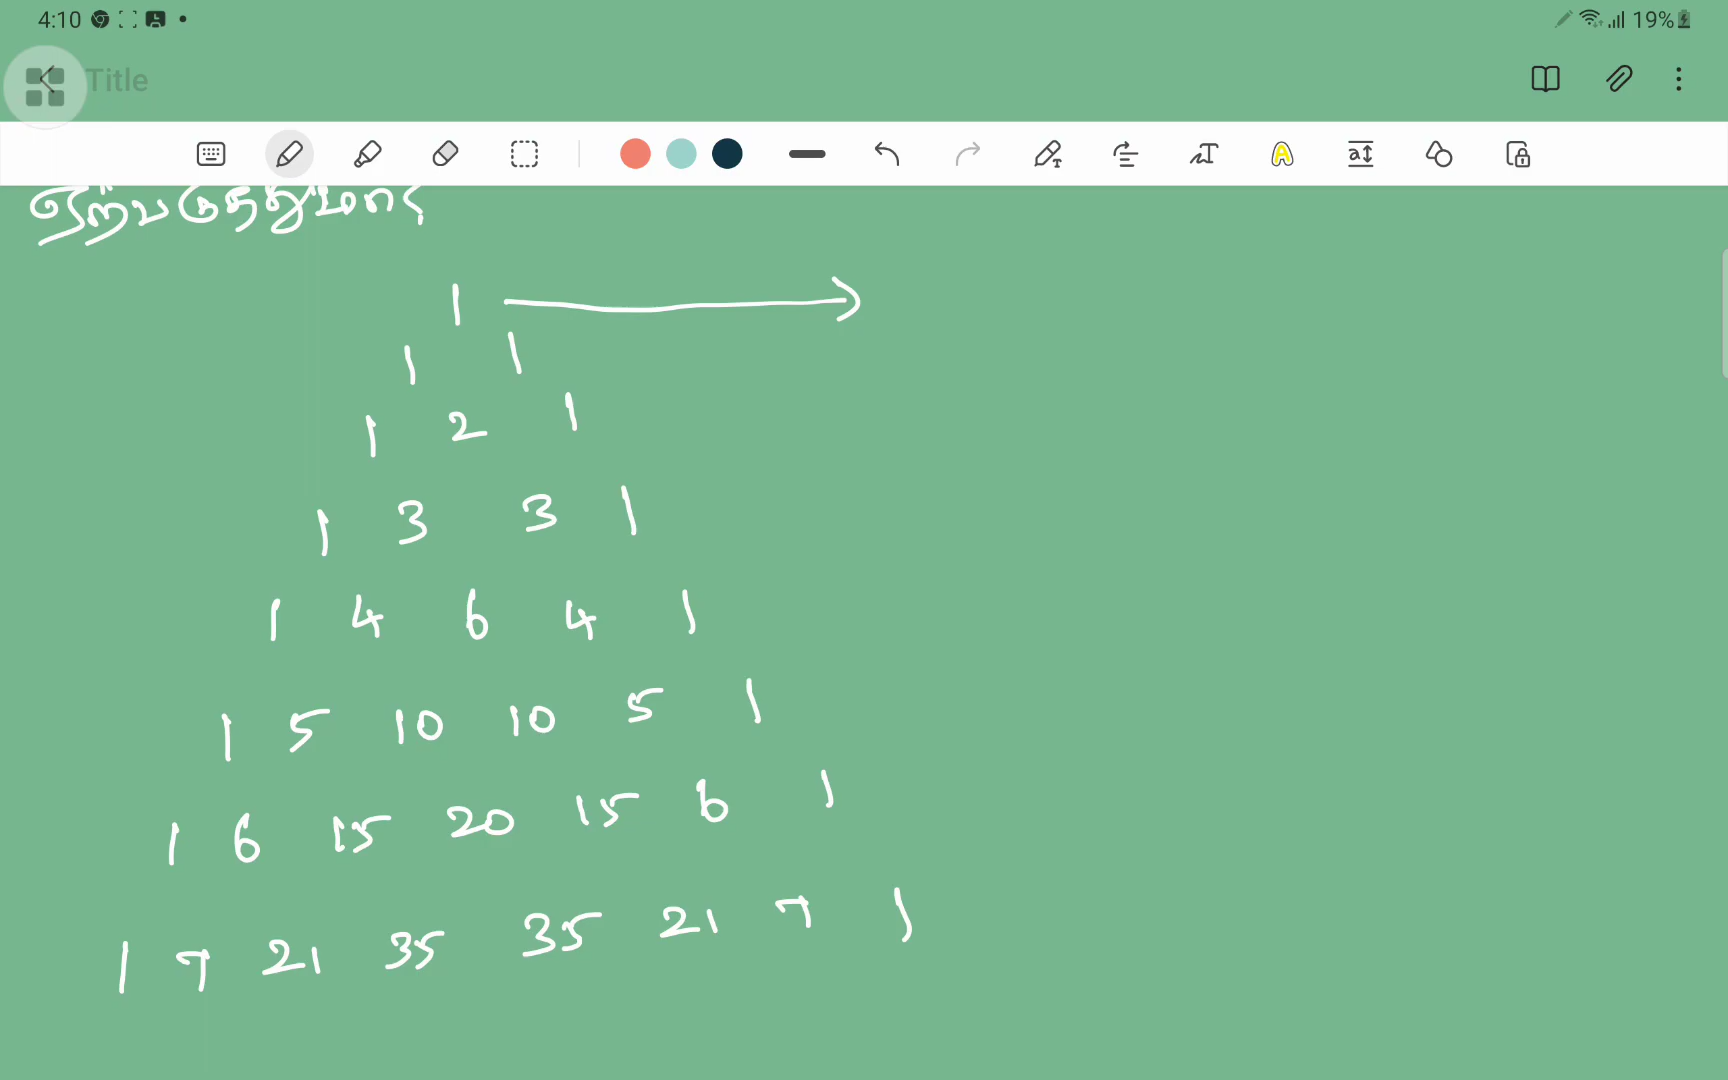 4:10 19%
Title
1
1 1
1 2 1
1 3 3 1
1 4 6 4 1
1 5 10 10 5 1
1 6 15 20 15 6 1
1 7 21 35 35 21 7 1